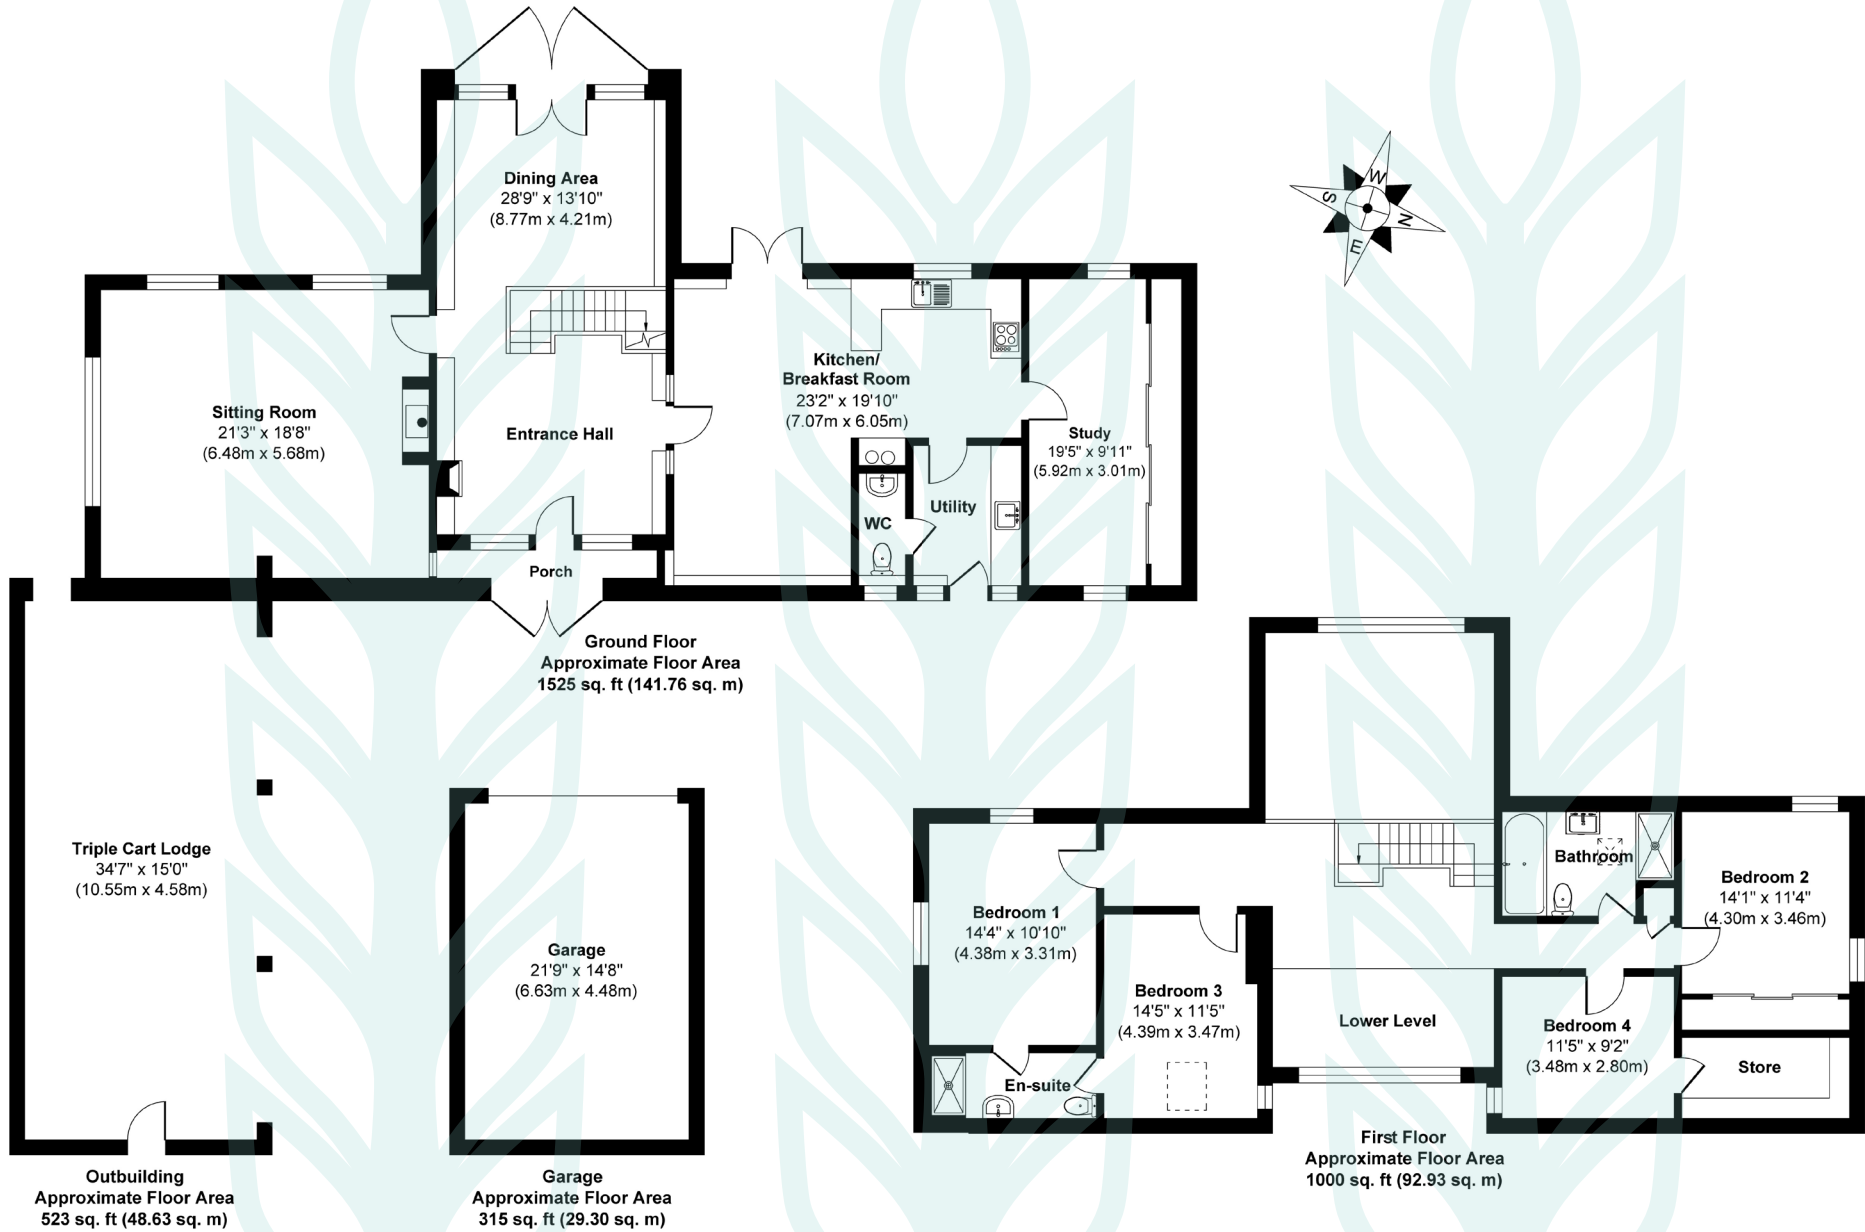 Dining Area
28'9" x 13'10"
(8.77m x 4.21m)
W
S
N
E
Kitchen/
Breakfast Room
23'2" x 19'10"
(7.07m x 6.05m)
Sitting Room
21'3" x 18'8"
(6.48m x 5.68m)
Entrance Hall
Study
19'5" x 9'11"
(5.92m x 3.01m)
WC
Utility
Porch
Ground Floor
Approximate Floor Area
1525 sq. ft (141.76 sq. m)
Triple Cart Lodge
34'7" x 15'0"
(10.55m x 4.58m)
Outbuilding
Approximate Floor Area
523 sq. ft (48.63 sq. m)
Garage
21'9" x 14'8"
(6.63m x 4.48m)
Garage
Approximate Floor Area
315 sq. ft (29.30 sq. m)
Bathroom
Bedroom 2
14'1" x 11'4"
(4.30m x 3.46m)
Bedroom 1
14'4" x 10'10"
(4.38m x 3.31m)
Bedroom 3
14'5" x 11'5"
(4.39m x 3.47m)
Lower Level
Bedroom 4
11'5" x 9'2"
(3.48m x 2.80m)
Store
En-suite
First Floor
Approximate Floor Area
1000 sq. ft (92.93 sq. m)